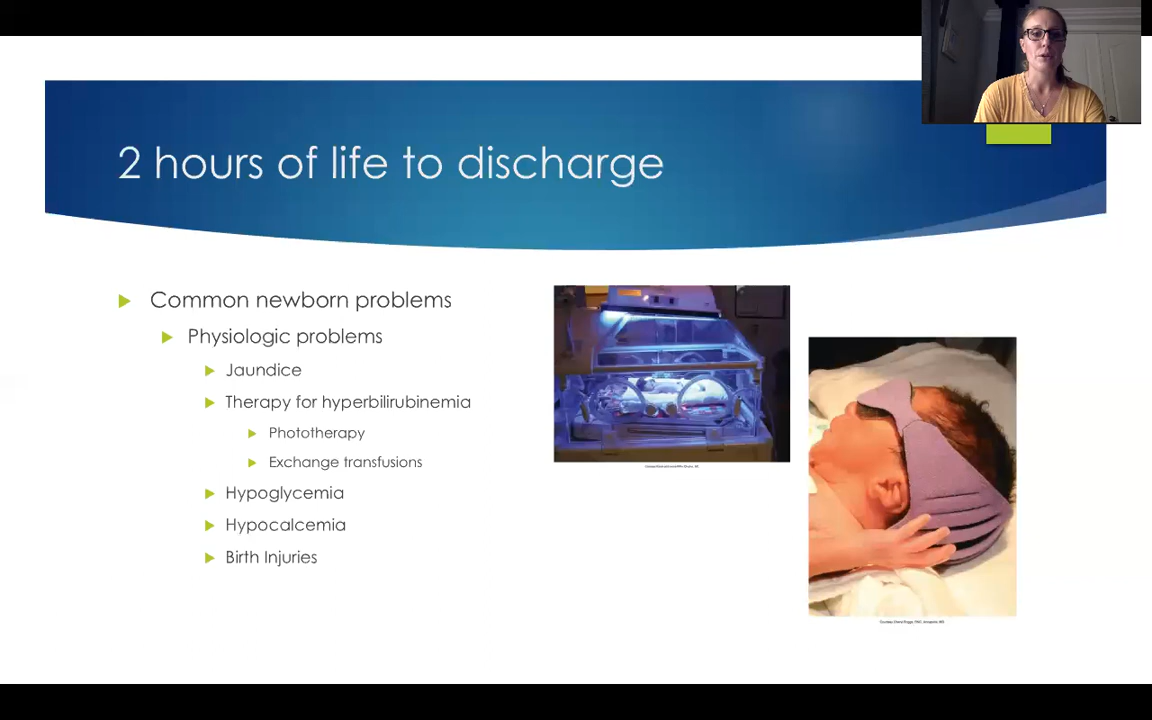 2 hours of life to discharge
Common newborn problems
Physiologic problems
Jaundice
Therapy for hyperbilirubinemia
Phototherapy
Exchange transfusions
Hypoglycemia
Hypocalcemia
Birth Injuries